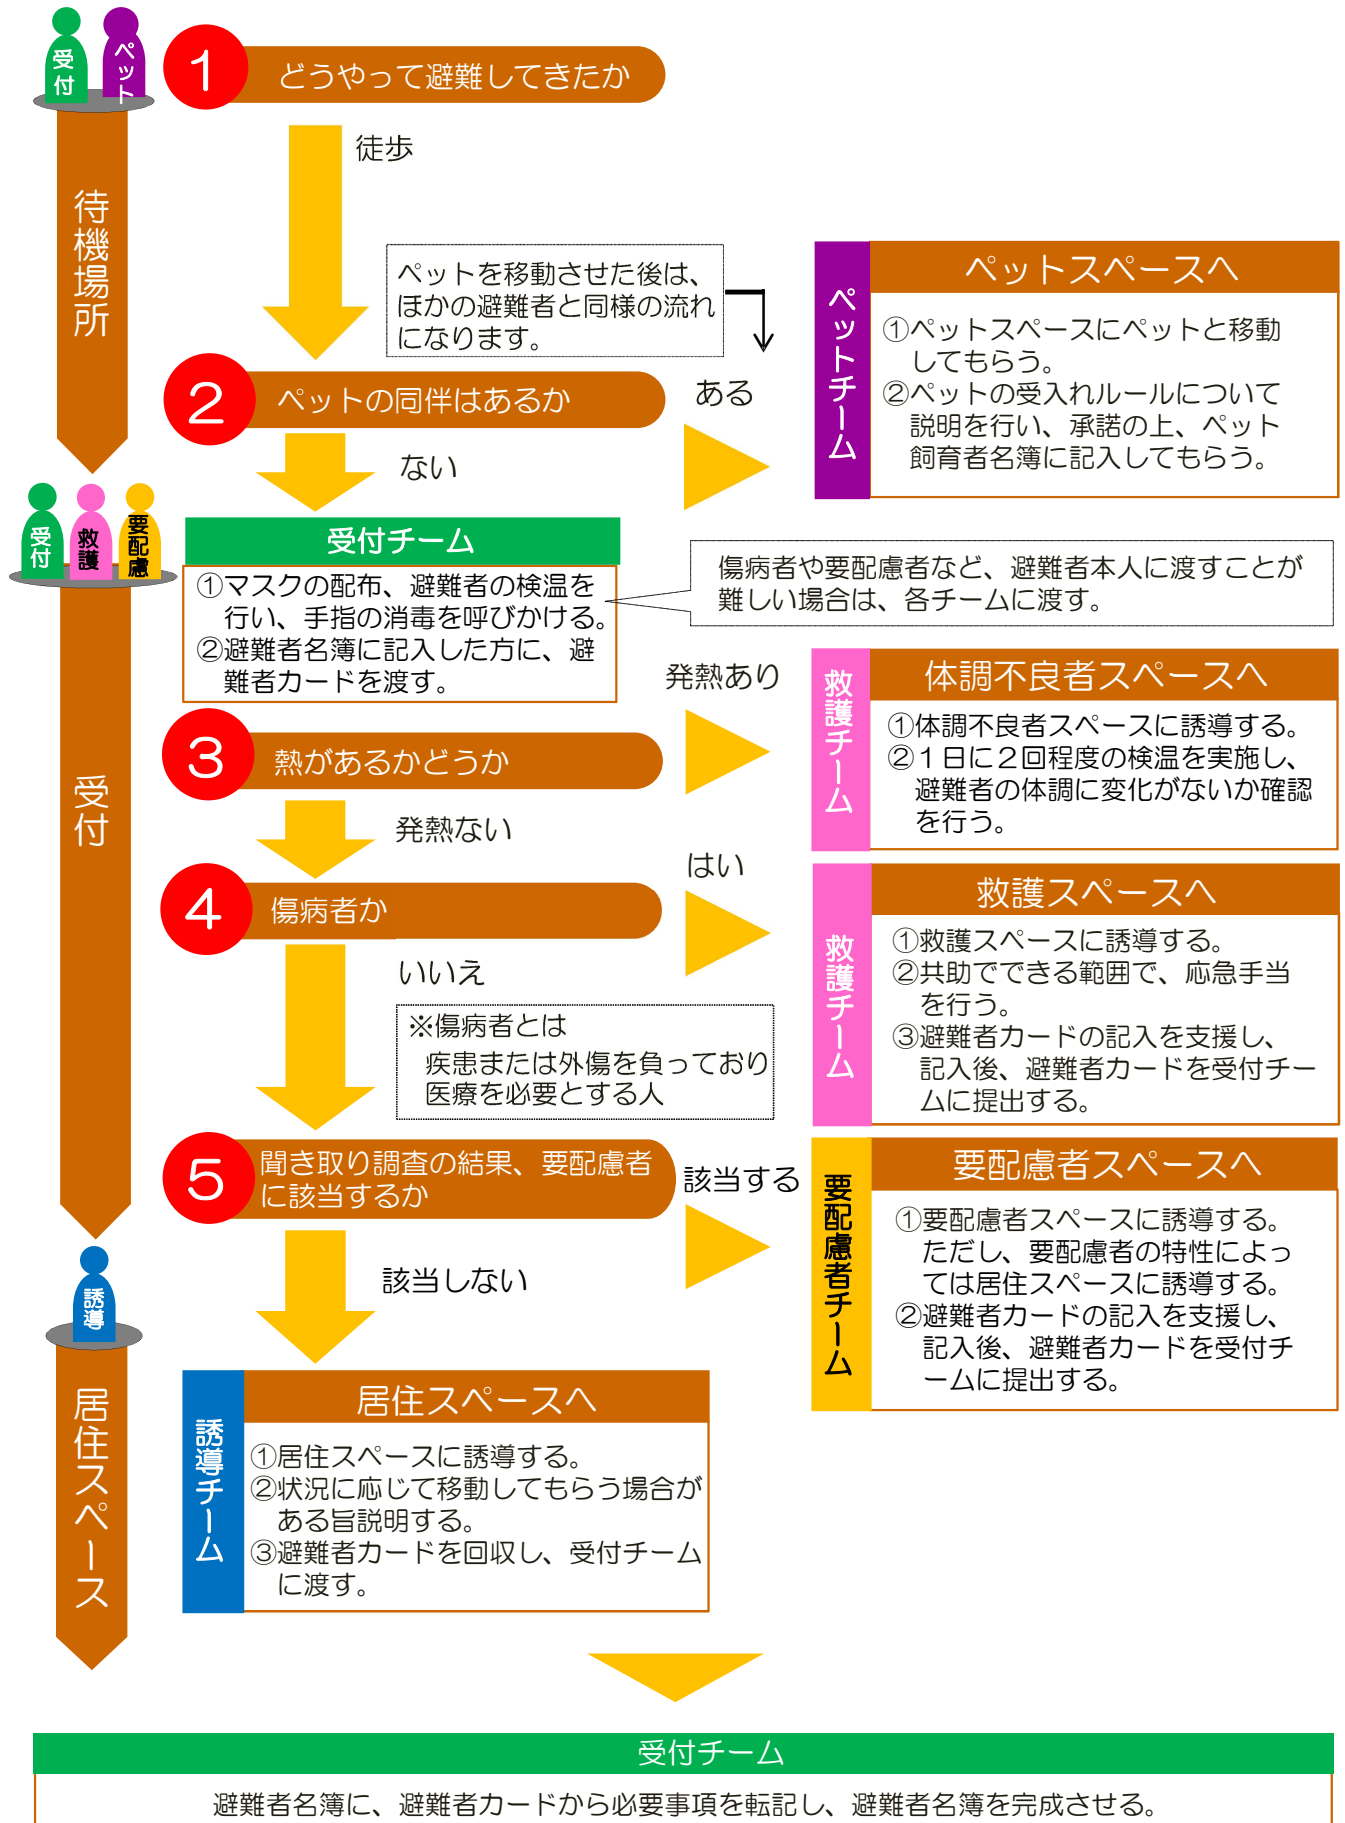 受付
ペット
1
どうやって避難してきたか
徒歩
待機場所
ペットを移動させた後は、
ほかの避難者と同様の流れ
になります。
2
ペットの同伴はあるか
ある
ない
ペットチーム
ペットスペースへ
①ペットスペースにペットと移動
してもらう。
②ペットの受入れルールについて
説明を行い、承諾の上、ペット
飼育者名簿に記入してもらう。
受付
救護
要配慮
受付
受付チーム
①マスクの配布、避難者の検温を
行い、手指の消毒を呼びかける。
②避難者名簿に記入した方に、避
難者カードを渡す。
傷病者や要配慮者など、避難者本人に渡すことが
難しい場合は、各チームに渡す。
3
熱があるかどうか
発熱あり
発熱ない
救護チーム
体調不良者スペースへ
①体調不良者スペースに誘導する。
②１日に２回程度の検温を実施し、
避難者の体調に変化がないか確認
を行う。
4
傷病者か
はい
いいえ
※傷病者とは
疾患または外傷を負っており
医療を必要とする人
救護チーム
救護スペースへ
①救護スペースに誘導する。
②共助でできる範囲で、応急手当
を行う。
③避難者カードの記入を支援し、
記入後、避難者カードを受付チー
ムに提出する。
5
聞き取り調査の結果、要配慮者
に該当するか
該当する
該当しない
要配慮者チーム
要配慮者スペースへ
①要配慮者スペースに誘導する。
ただし、要配慮者の特性によっ
ては居住スペースに誘導する。
②避難者カードの記入を支援し、
記入後、避難者カードを受付チ
ームに提出する。
誘導
居住スペース
誘導チーム
居住スペースへ
①居住スペースに誘導する。
②状況に応じて移動してもらう場合が
ある旨説明する。
③避難者カードを回収し、受付チーム
に渡す。
受付チーム
避難者名簿に、避難者カードから必要事項を転記し、避難者名簿を完成させる。